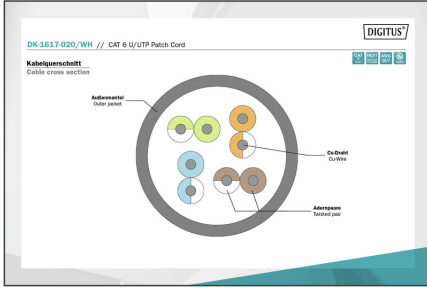 DIGITUS®
DK-1617-020/WH // CAT 6 U/UTP Patch Cord
Kabelquerschnitt
Cable cross section
Außenmantel
Outer jacket
Cu-Draht
Cu-Wire
Adernpaare
Twisted pair